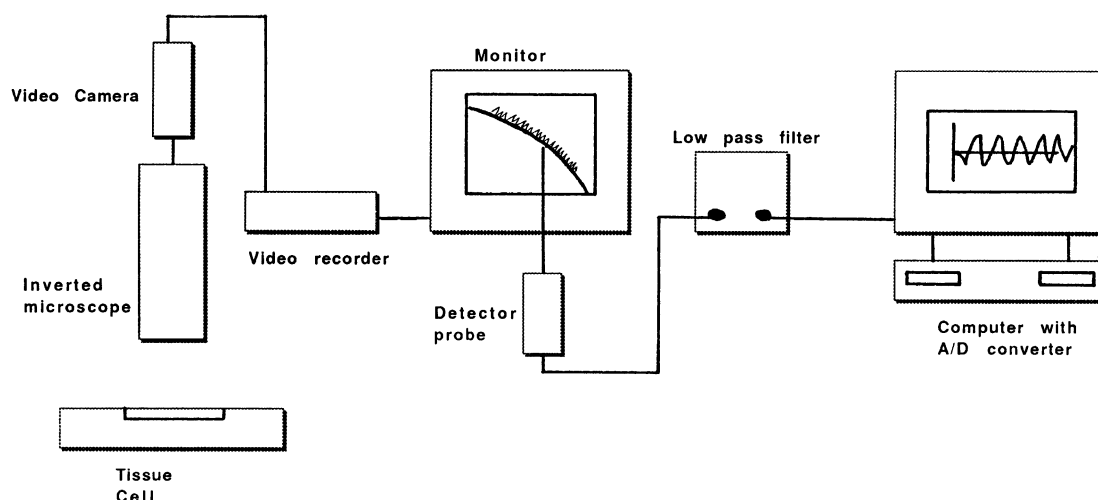 Monitor
Video Camera
Low pass filter
Video recorder
Inverted
microscope
Detector
probe
Computer with
A/D converter
Tissue
Cell